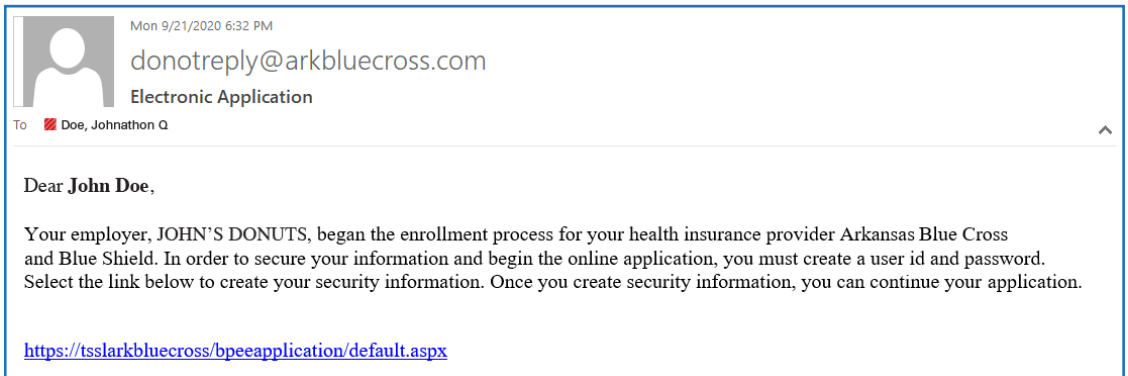 Mon 9/21/2020 6:32 PM
donotreply@arkbluecross.com
Electronic Application
To Doe, Johnathon Q
Dear John Doe,
Your employer, JOHN’S DONUTS, began the enrollment process for your health insurance provider Arkansas Blue Cross
and Blue Shield. In order to secure your information and begin the online application, you must create a user id and password.
Select the link below to create your security information. Once you create security information, you can continue your application.
https://tsslarkbluecross/bpeeapplication/default.aspx